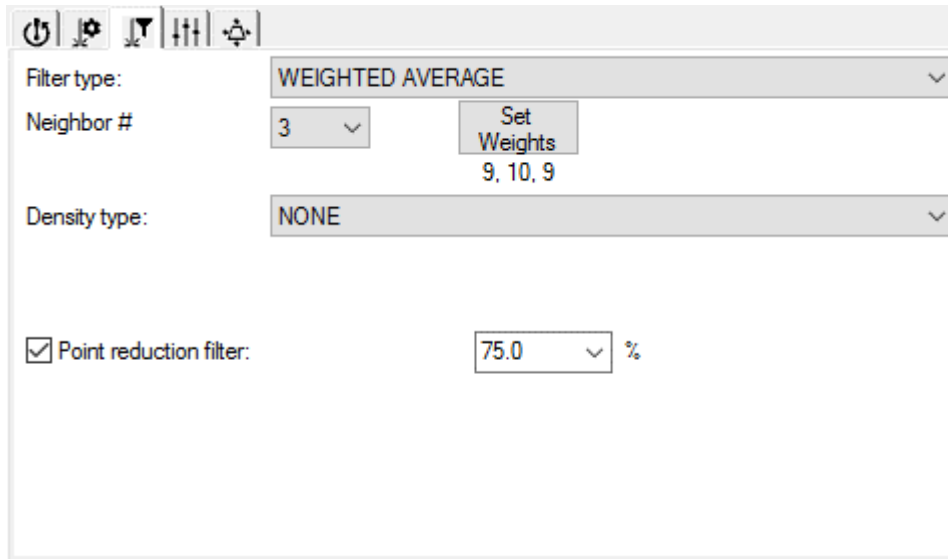 Filter type:
WEIGHTED AVERAGE
Neighbor #
3
Set
Weights
9, 10, 9
Density type:
NONE
Point reduction filter:
75.0
%